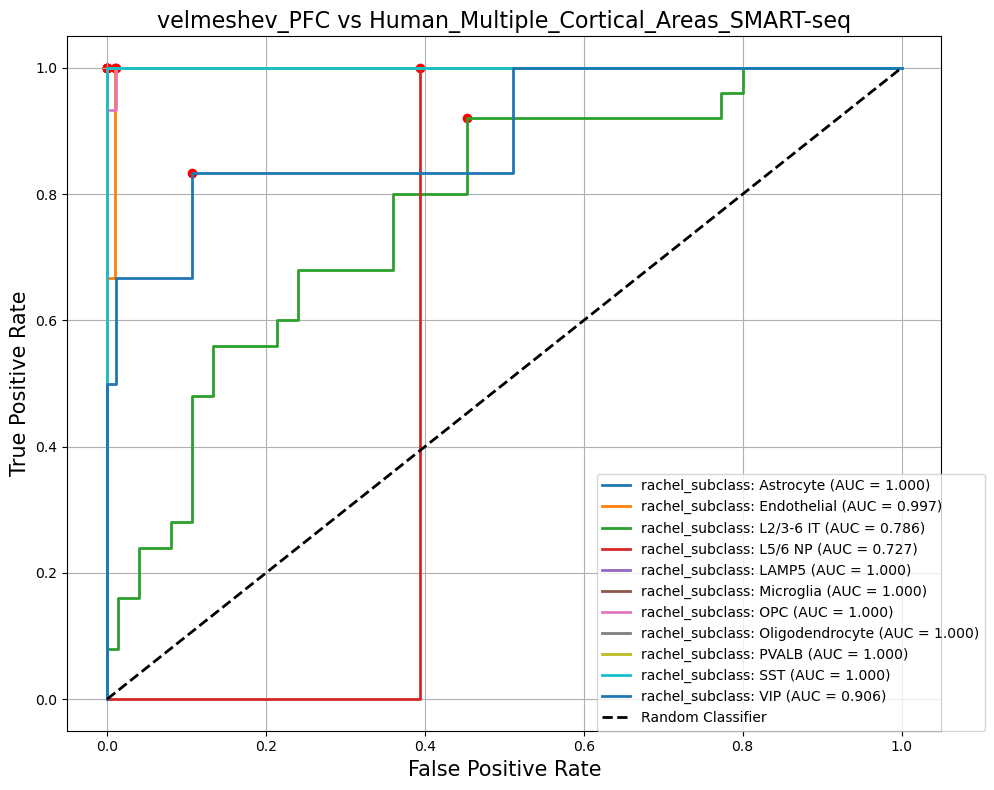 velmeshev_PFC vs Human_Multiple_Cortical_Areas_SMART-seq
True Positive Rate
1.0
0.8
0.6
0.4
0.2
0.0
rachel_subclass: Astrocyte (AUC = 1.000)
rachel_subclass: Endothelial (AUC = 0.997)
rachel_subclass: L2/3-6 IT (AUC = 0.786)
rachel_subclass: L5/6 NP (AUC = 0.727)
rachel_subclass: LAMP5 (AUC = 1.000)
rachel_subclass: Microglia (AUC = 1.000)
rachel_subclass: OPC (AUC = 1.000)
rachel_subclass: Oligodendrocyte (AUC = 1.000)
rachel_subclass: PVALB (AUC = 1.000)
rachel_subclass: SST (AUC = 1.000)
rachel_subclass: VIP (AUC = 0.906)
Random Classifier
0.0 0.2 0.4 0.6 0.8 1.0
False Positive Rate